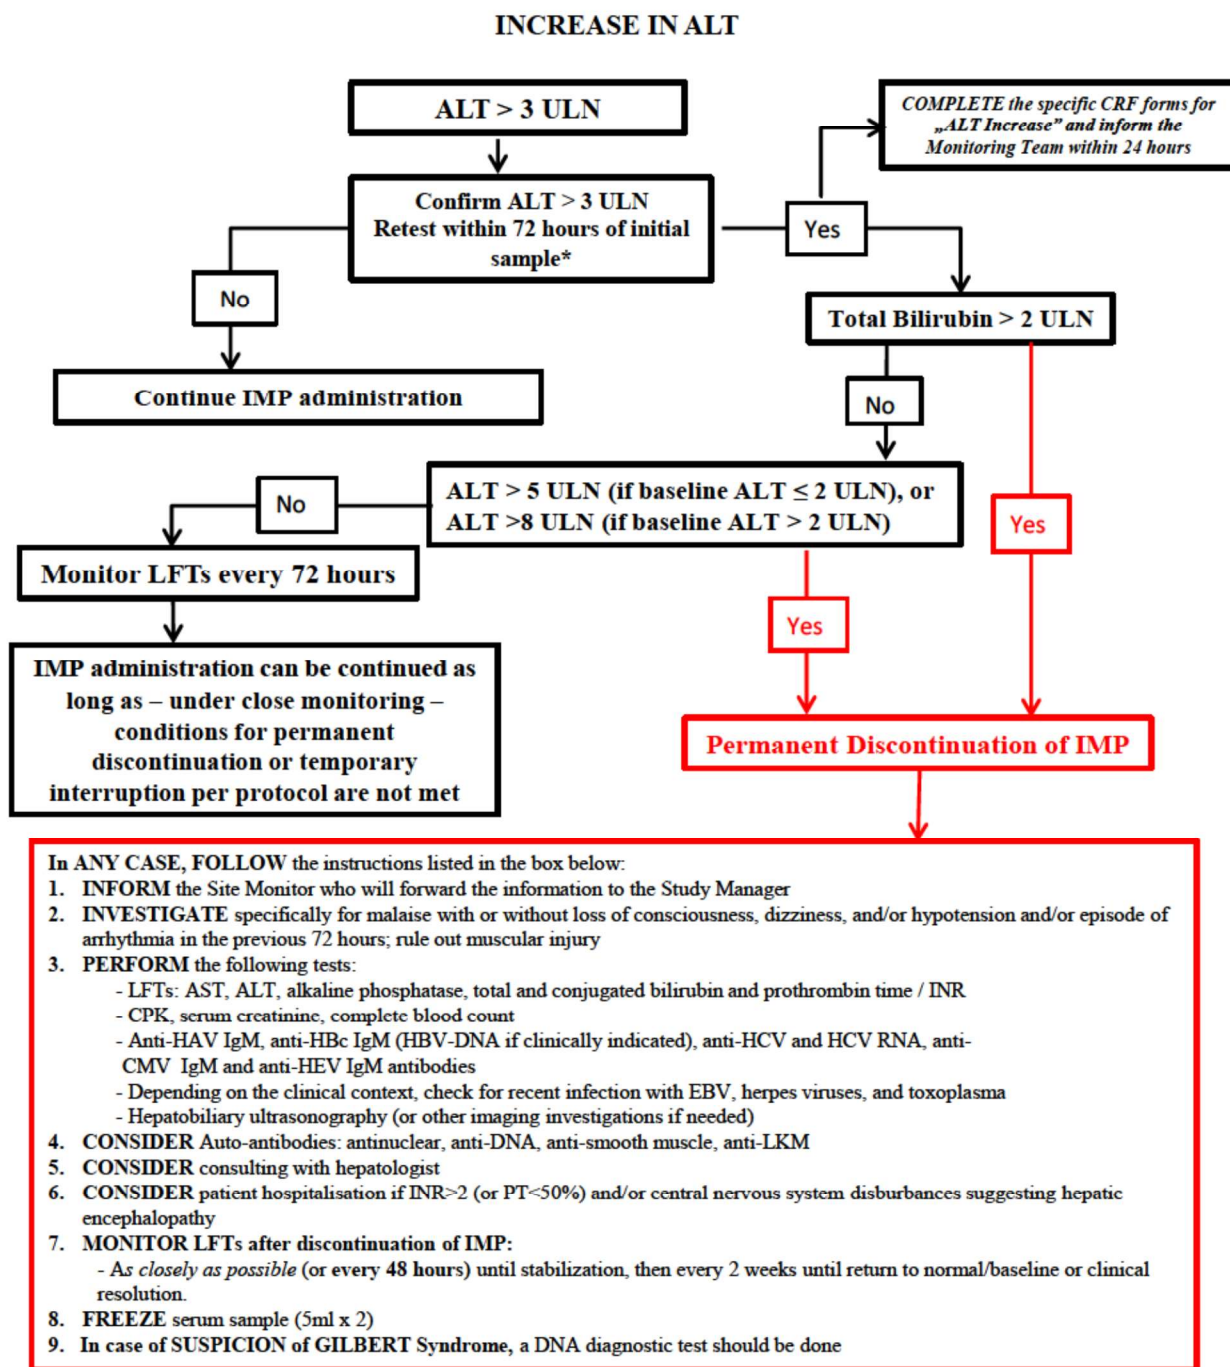 INCREASE IN ALT
ALT > 3 ULN
COMPLETE the specific CRF forms for
„ALT Increase” and inform the
Monitoring Team within 24 hours
Confirm ALT > 3 ULN
Retest within 72 hours of initial
sample*
Yes
No
Total Bilirubin > 2 ULN
Continue IMP administration
No
ALT > 5 ULN (if baseline ALT ≤ 2 ULN), or
ALT >8 ULN (if baseline ALT > 2 ULN)
No
Yes
Monitor LFTs every 72 hours
Yes
IMP administration can be continued as
long as – under close monitoring –
conditions for permanent
discontinuation or temporary
interruption per protocol are not met
Permanent Discontinuation of IMP
In ANY CASE, FOLLOW the instructions listed in the box below:
1. INFORM the Site Monitor who will forward the information to the Study Manager
2. INVESTIGATE specifically for malaise with or without loss of consciousness, dizziness, and/or hypotension and/or episode of
arrhythmia in the previous 72 hours; rule out muscular injury
3. PERFORM the following tests:
- LFTs: AST, ALT, alkaline phosphatase, total and conjugated bilirubin and prothrombin time / INR
- CPK, serum creatinine, complete blood count
- Anti-HAV IgM, anti-HBc IgM (HBV-DNA if clinically indicated), anti-HCV and HCV RNA, anti-
CMV IgM and anti-HEV IgM antibodies
- Depending on the clinical context, check for recent infection with EBV, herpes viruses, and toxoplasma
- Hepatobiliary ultrasonography (or other imaging investigations if needed)
4. CONSIDER Auto-antibodies: antinuclear, anti-DNA, anti-smooth muscle, anti-LKM
5. CONSIDER consulting with hepatologist
6. CONSIDER patient hospitalisation if INR>2 (or PT<50%) and/or central nervous system disburbances suggesting hepatic
encephalopathy
7. MONITOR LFTs after discontinuation of IMP:
- As closely as possible (or every 48 hours) until stabilization, then every 2 weeks until return to normal/baseline or clinical
resolution.
8. FREEZE serum sample (5ml x 2)
9. In case of SUSPICION of GILBERT Syndrome, a DNA diagnostic test should be done